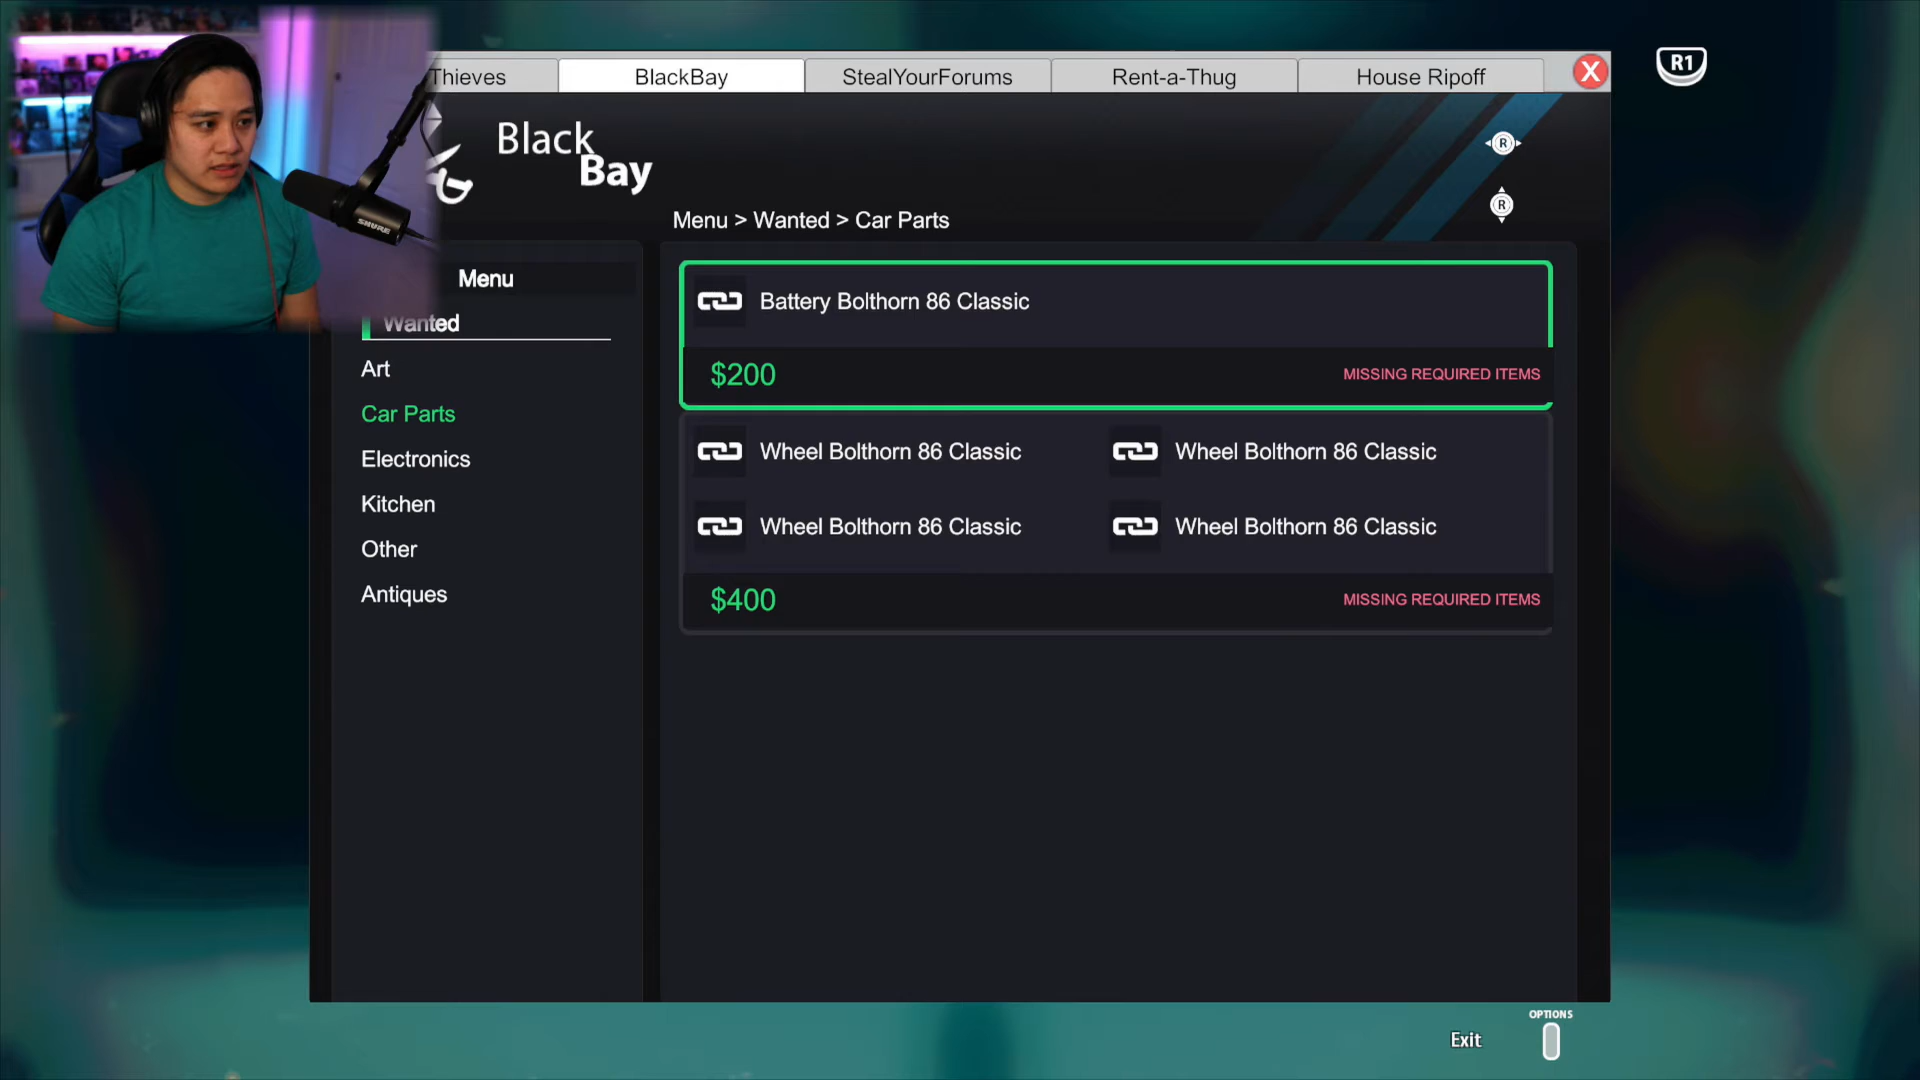 R1
Thieves
BlackBay
StealYourForums
Rent-a-Thug
House Ripoff
X
Black
Bay
R
R
Menu > Wanted > Car Parts
Menu
Wanted
Art
Car Parts
Electronics
Kitchen
Other
Antiques
Battery Bolthorn 86 Classic
$200
MISSING REQUIRED ITEMS
Wheel Bolthorn 86 Classic
Wheel Bolthorn 86 Classic
Wheel Bolthorn 86 Classic
Wheel Bolthorn 86 Classic
$400
MISSING REQUIRED ITEMS
SHURE
Exit
OPTIONS